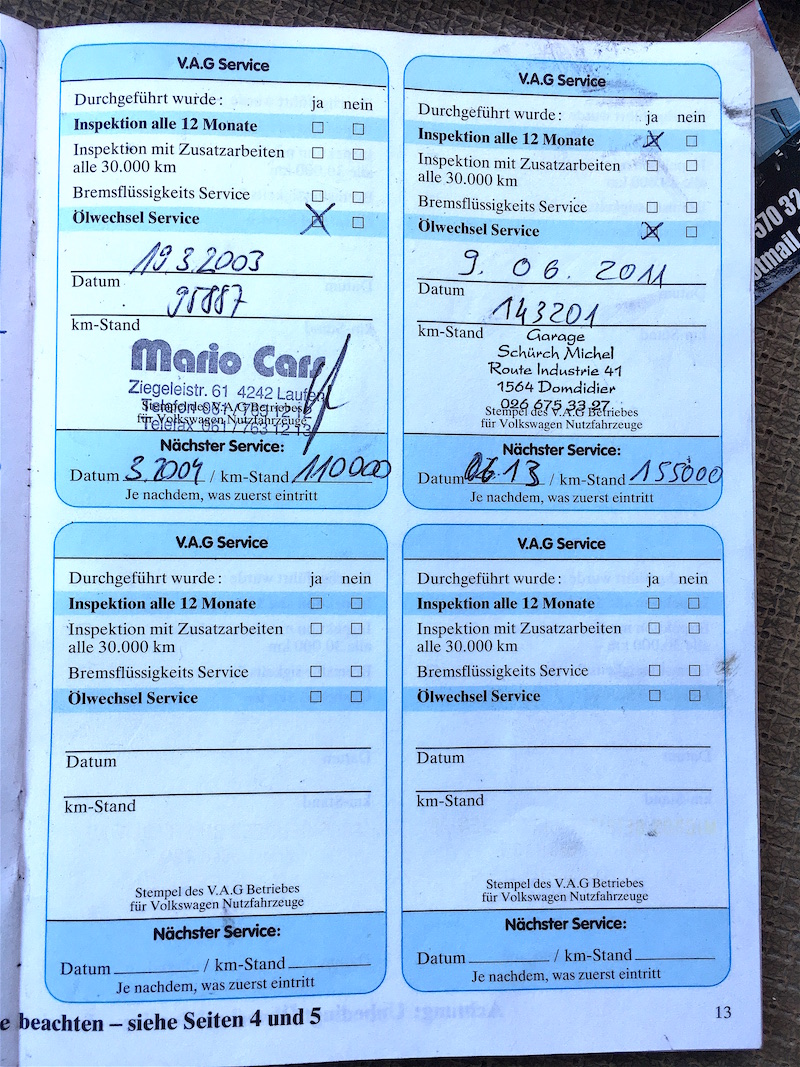 V.A.G Service
Durchgeführt wurde: ja nein
Inspektion alle 12 Monate
Inspektion mit Zusatzarbeiten
alle 30.000 km
Bremsflüssigkeits Service
Ölwechsel Service
19.3.2003
Datum
95887
km-Stand
Mario Cars
Ziegeleistr. 61 4242 Laufen
Stempel des V.A.G Betriebes
für Volkswagen Nutzfahrzeuge
Telefax 061 / 763 12 13
Nächster Service:
Datum 3.2004 / km-Stand 110000
Je nachdem, was zuerst eintritt
V.A.G Service
Durchgeführt wurde: ja nein
Inspektion alle 12 Monate
Inspektion mit Zusatzarbeiten
alle 30.000 km
Bremsflüssigkeits Service
Ölwechsel Service
9. 06. 2011
Datum
143201
km-Stand
Garage
Schürch Michel
Route Industrie 41
1564 Domdidier
026 675 33 27
Stempel des V.A.G Betriebes
für Volkswagen Nutzfahrzeuge
Nächster Service:
Datum 06.13 / km-Stand 155000
Je nachdem, was zuerst eintritt
V.A.G Service
Durchgeführt wurde: ja nein
Inspektion alle 12 Monate
Inspektion mit Zusatzarbeiten
alle 30.000 km
Bremsflüssigkeits Service
Ölwechsel Service
Datum
km-Stand
Stempel des V.A.G Betriebes
für Volkswagen Nutzfahrzeuge
Nächster Service:
Datum / km-Stand
Je nachdem, was zuerst eintritt
V.A.G Service
Durchgeführt wurde: ja nein
Inspektion alle 12 Monate
Inspektion mit Zusatzarbeiten
alle 30.000 km
Bremsflüssigkeits Service
Ölwechsel Service
Datum
km-Stand
Stempel des V.A.G Betriebes
für Volkswagen Nutzfahrzeuge
Nächster Service:
Datum / km-Stand
Je nachdem, was zuerst eintritt
e beachten – siehe Seiten 4 und 5
13
570 32
otmail